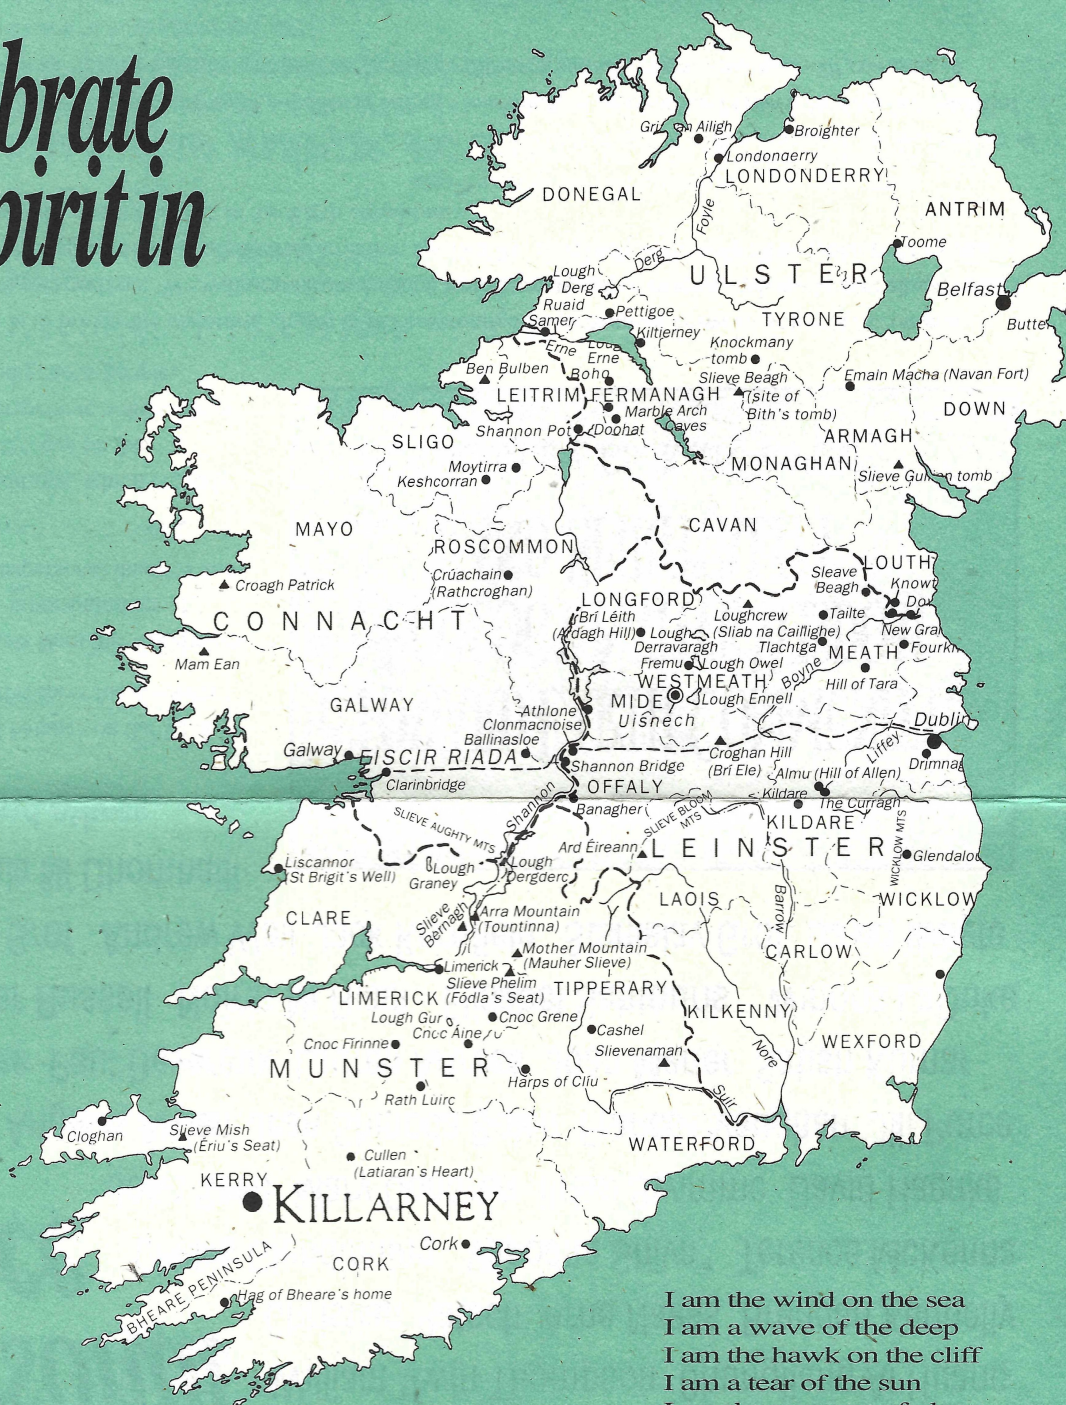 brate
pirit in
Broighter
Londonderry
LONDONDERRY
DONEGAL
ANTRIM
Foyle
Toome
Derg
ULSTER
Lough
Derg
Belfast
Ruaid
Samer
Pettigoe
TYRONE
Erne
Kiltierney
Erne
Knockmany
tomb
Ben Bulben
Slieve Beagh
(site of
Bith's tomb)
Emain Macha (Navan Fort)
LEITRIM
FERMANAGH
DOWN
Marble Arch
Caves
Shannon Pot
SLIGO
ARMAGH
Moytirra
Keshcorran
MONAGHAN
tomb
MAYO
CAVAN
ROSCOMMON
LOUTH
Crúachain
(Rathcroghan)
Sleave
Beagh
Croagh Patrick
LONGFORD
CONNACHT
Brí Léith
(Ardagh Hill)
Loughcrew
(Sliab na Caillighe)
Tailte
Lough
Derravaragh
Tlachtga
Mam Ean
MEATH
Fremu
Lough Owel
WESTMEATH
Boyne
Hill of Tara
GALWAY
MIDE
Uisnech
Lough Ennell
Athlone
Clonmacnoise
Ballinasloe
Dublin
Galway
EISCIR RIADA
Croghan Hill
(Brí Ele)
Liffey
Shannon Bridge
Almu (Hill of Allen)
Clarinbridge
OFFALY
Kildare
The Curragh
Banagher
Shannon
SLIEVE AUGHTY MTS
SLIEVE BLOOM
MTS
KILDARE
WICKLOW MTS
Ard Éireann
LEINSTER
Liscannor
(St Brigit's Well)
Lough
Graney
Lough
Dergderc
LAOIS
WICKLOW
Barrow
CLARE
Slieve
Bernagh
Arra Mountain
(Tountinna)
Mother Mountain
(Mauher Slieve)
CARLOW
Limerick
Slieve Phelim
(Fódla's Seat)
LIMERICK
TIPPERARY
KILKENNY
Lough Gur
Cnoc Grene
Cnoc Áine
Cashel
Cnoc Firinne
Slievenaman
Nore
WEXFORD
MUNSTER
Harps of Clíu
Rath Luirc
Suir
Cloghan
Slieve Mish
(Ériu's Seat)
WATERFORD
Cullen
(Latiaran's Heart)
KERRY
KILLARNEY
Cork
CORK
BHEARE PENINSULA
Hag of Bheare's home
I am the wind on the sea
I am a wave of the deep
I am the hawk on the cliff
I am a tear of the sun